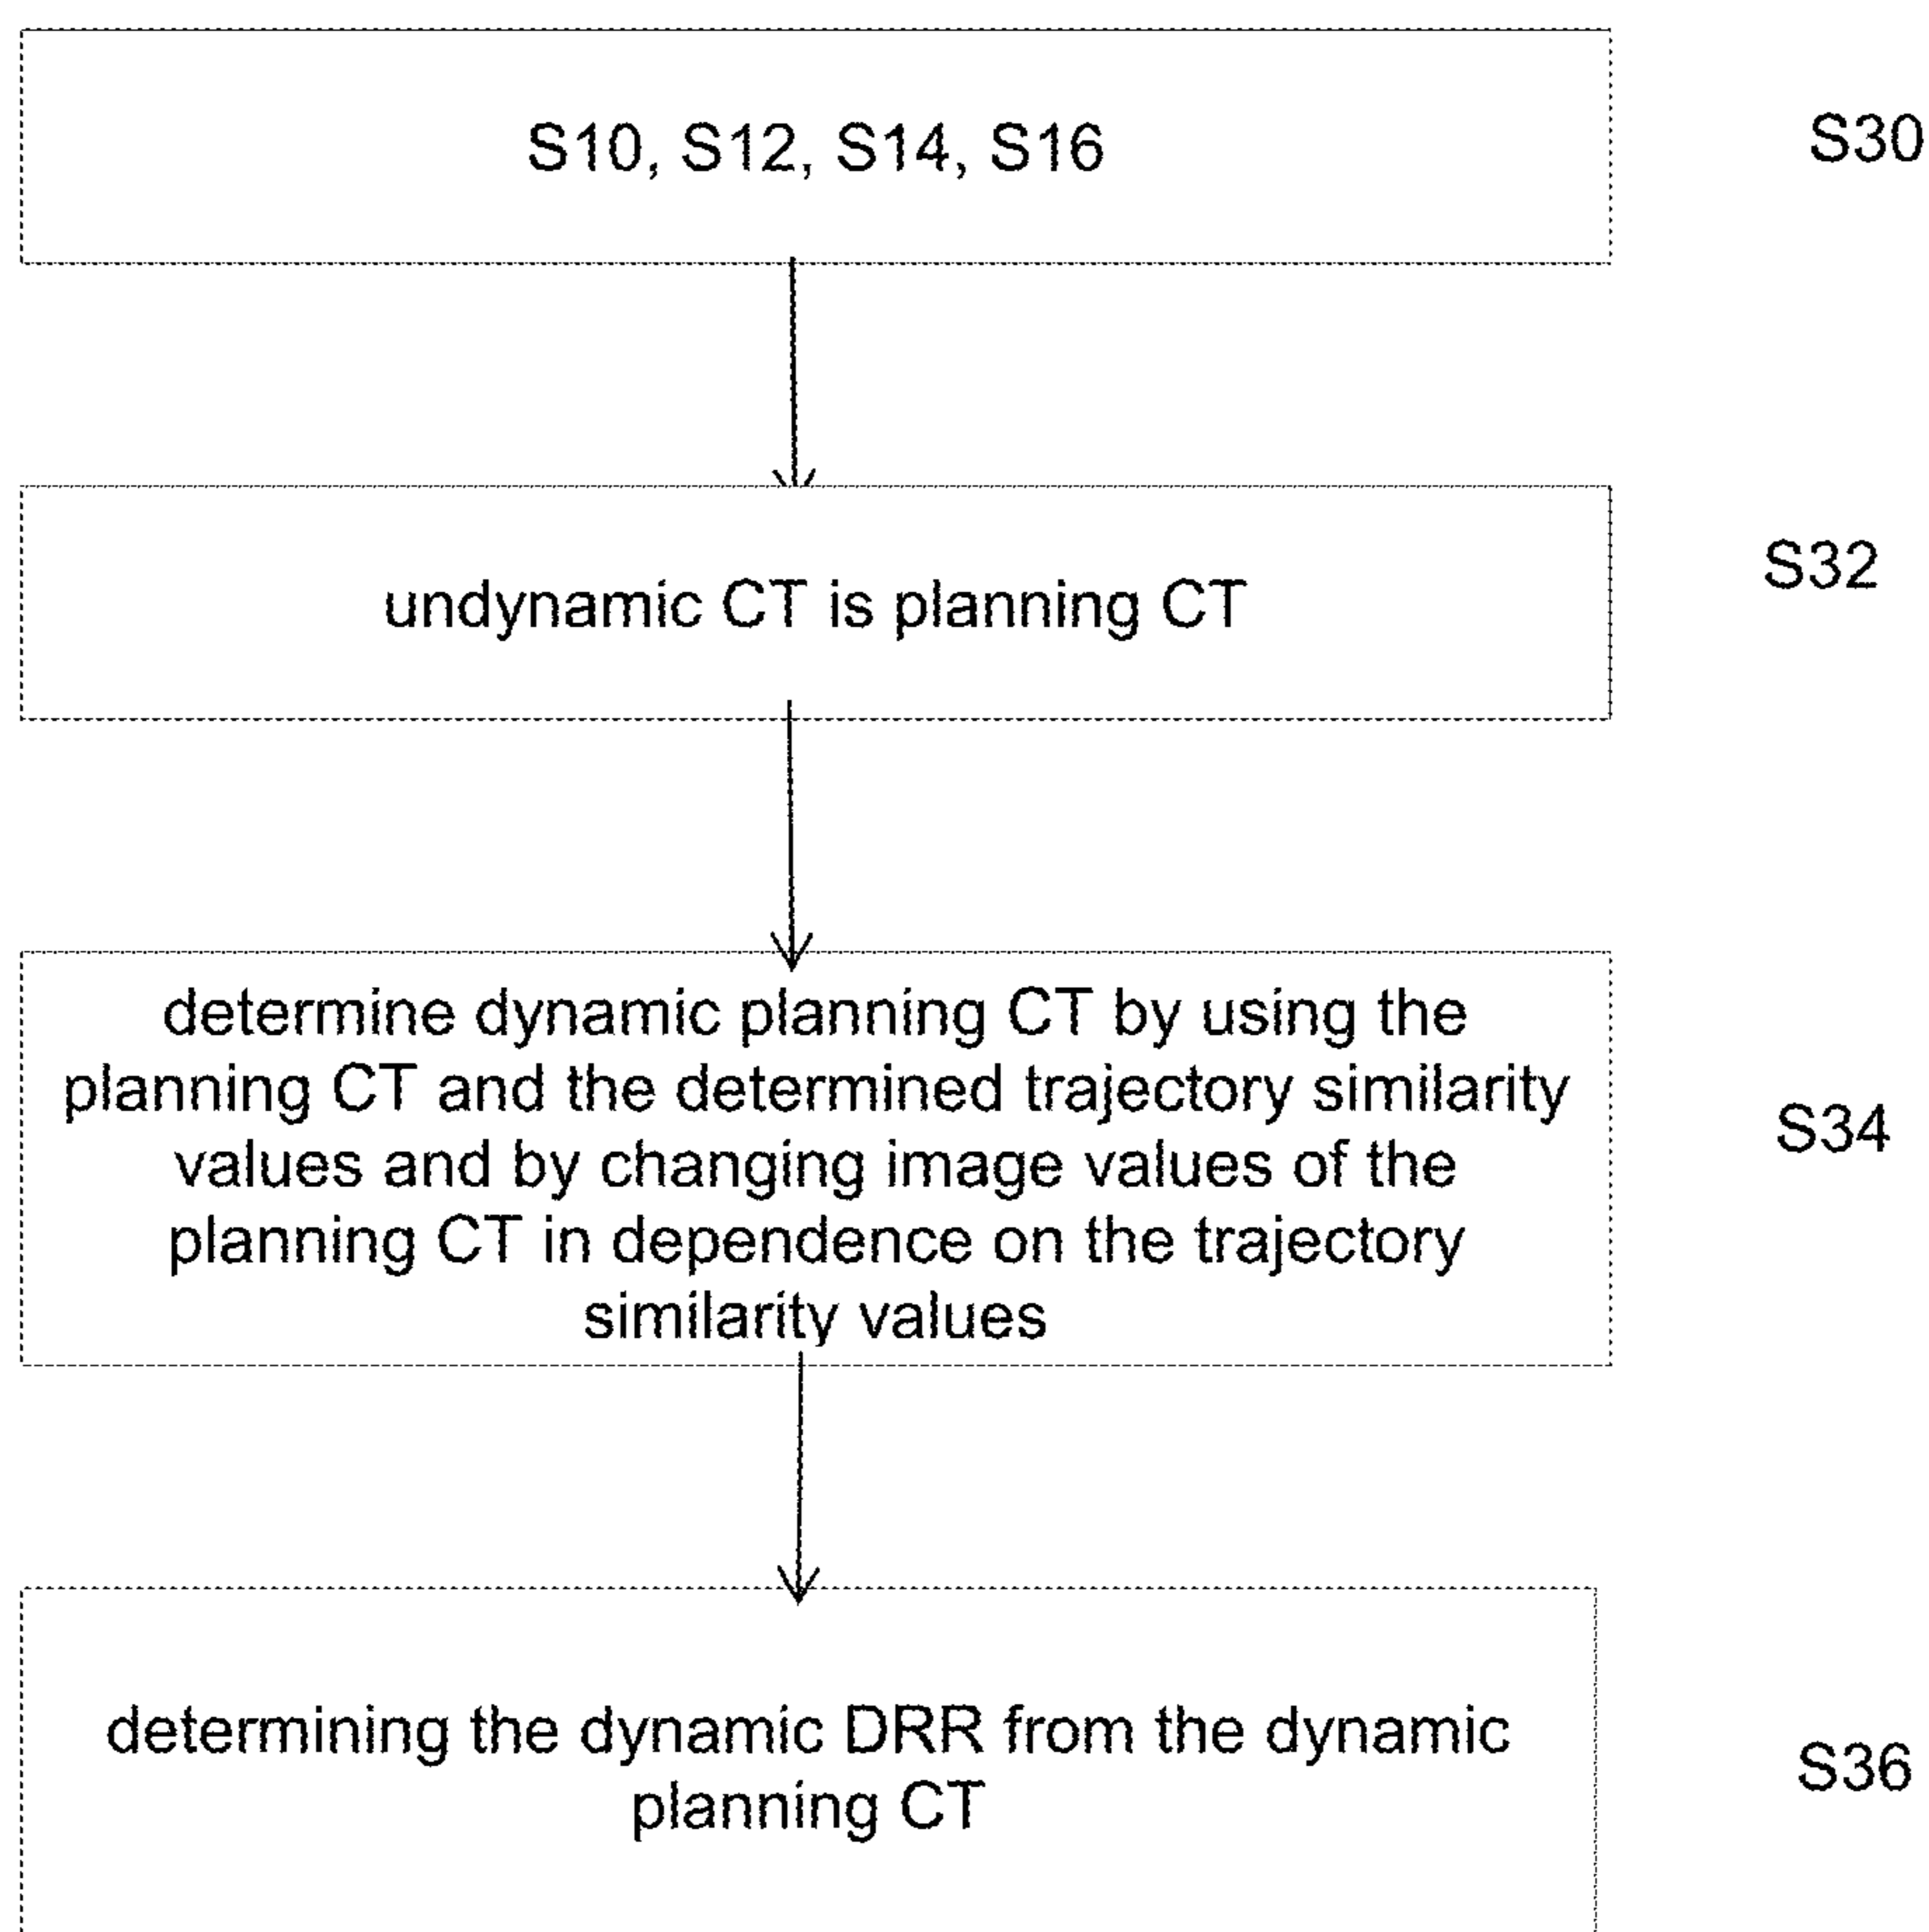 S10, S12, S14, S16
S30
undynamic CT is planning CT
S32
determine dynamic planning CT by using the
planning CT and the determined trajectory similarity
values and by changing image values of the
planning CT in dependence on the trajectory
similarity values
S34
determining the dynamic DRR from the dynamic
planning CT
S36